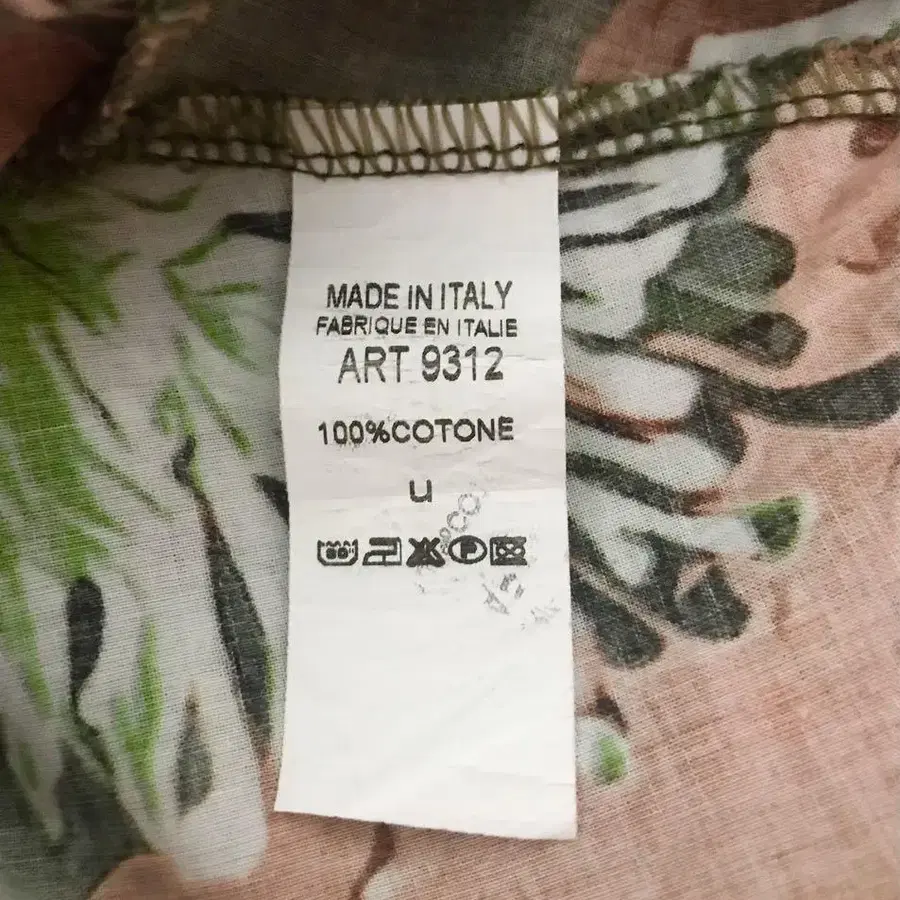 MADE IN ITALY
FABRIQUE EN ITALIE
ART 9312
100%COTONE
U
P